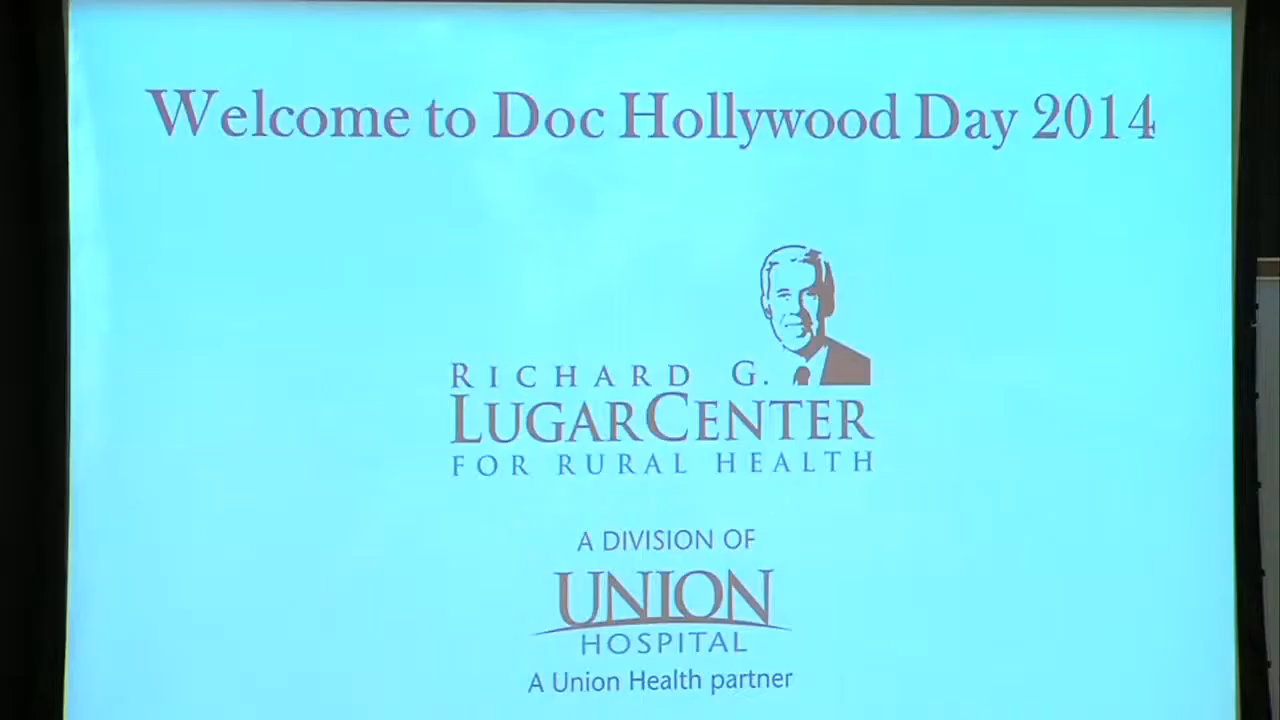 Welcome to Doc Hollywood Day 2014
RICHARD G.
LUGARCENTER
FOR RURAL HEALTH
A DIVISION OF
UNION
HOSPITAL
A Union Health partner